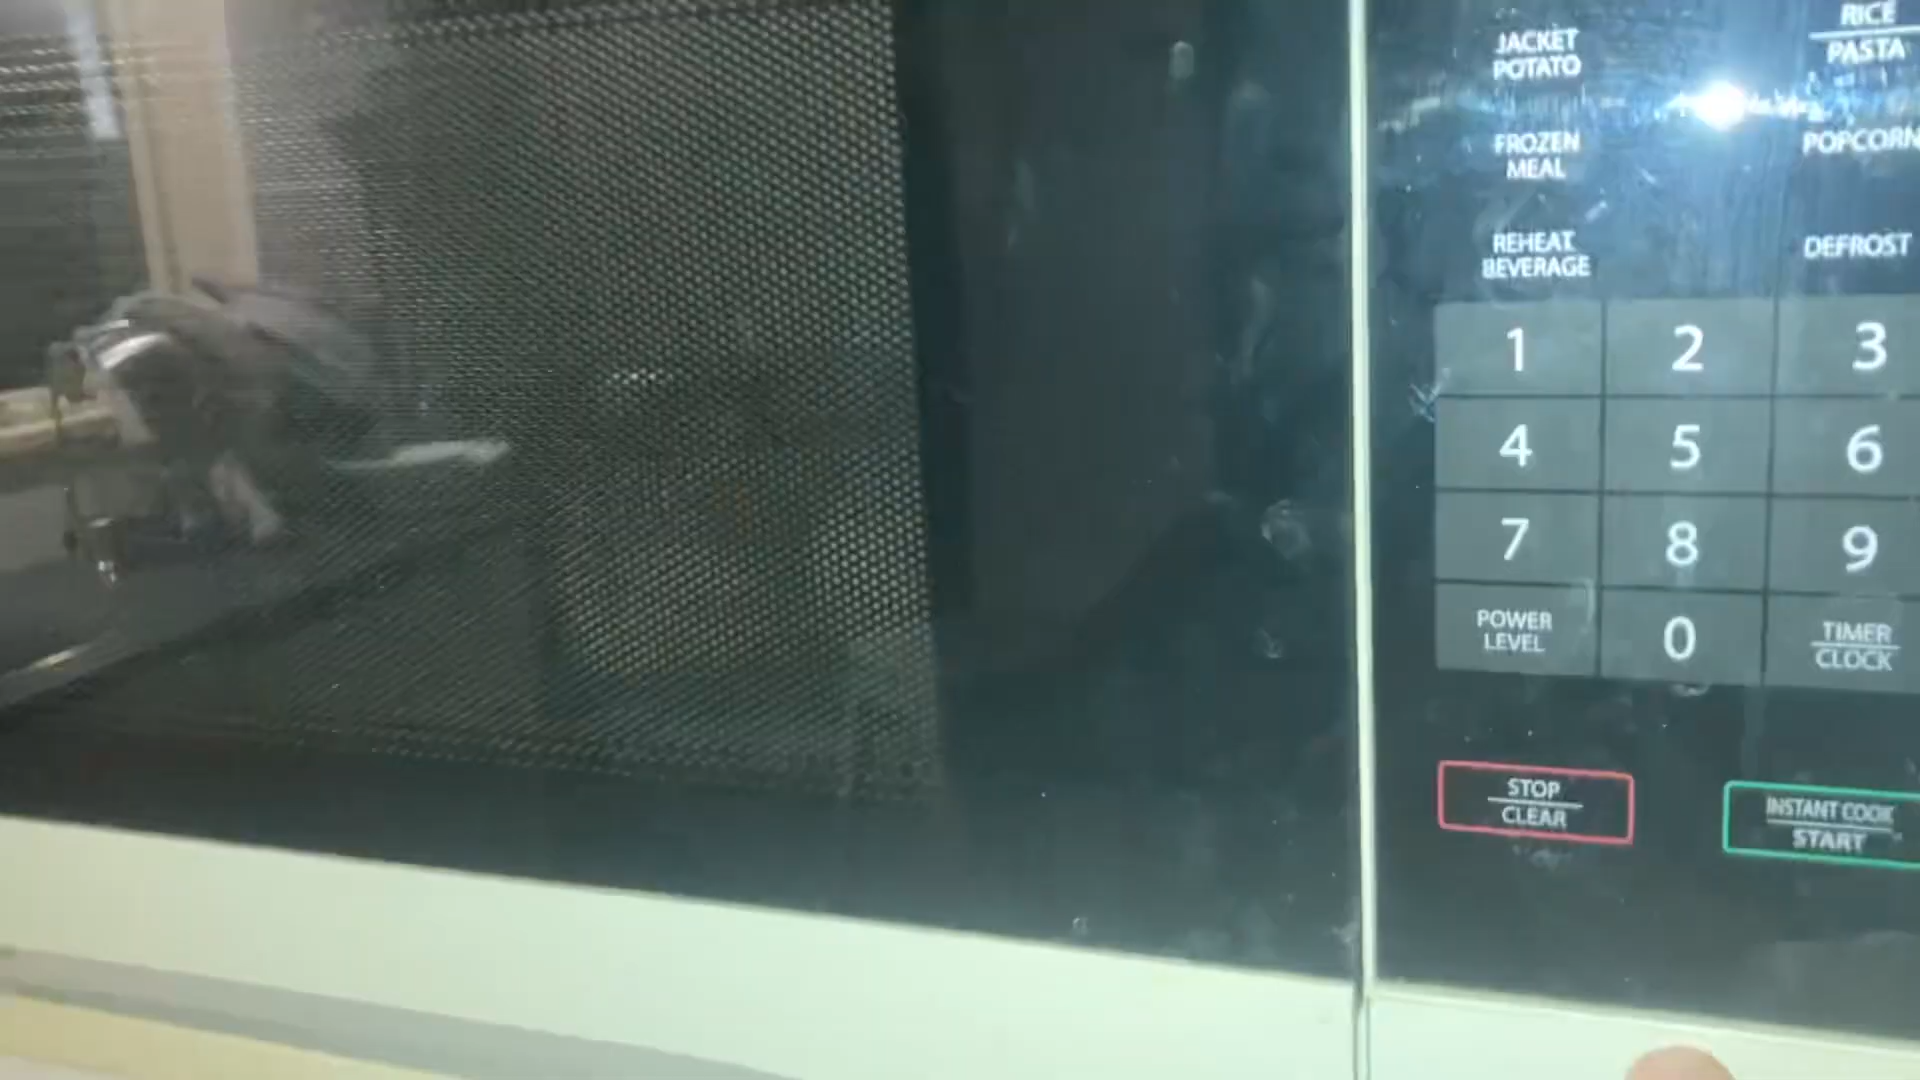 JACKET
POTATO
RICE
PASTA
FROZEN
MEAL
POPCORN
REHEAT
BEVERAGE
DEFROST
1 2 3
4 5 6
7 8 9
POWER
LEVEL
0
TIMER
CLOCK
STOP
CLEAR
INSTANT COOK
START